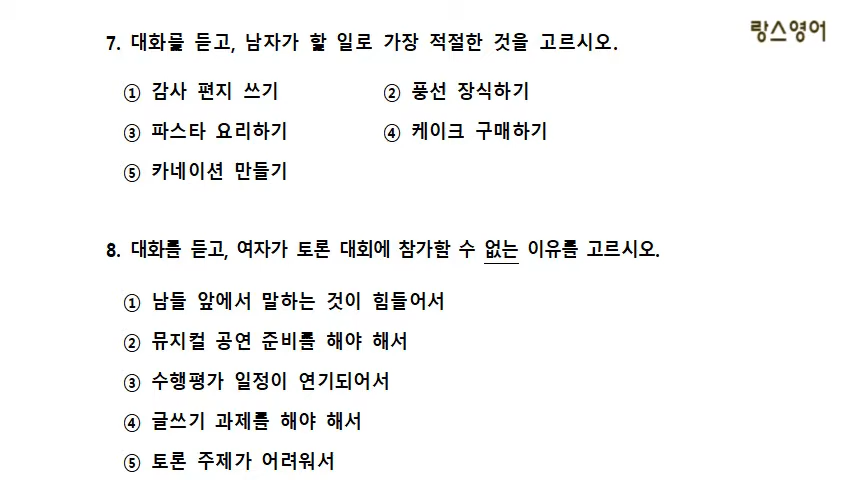 랑스영어
7. 대화를 듣고, 남자가 할 일로 가장 적절한 것을 고르시오.
① 감사 편지 쓰기 ② 풍선 장식하기
③ 파스타 요리하기 ④ 케이크 구매하기
⑤ 카네이션 만들기
8. 대화를 듣고, 여자가 토론 대회에 참가할 수 없는 이유를 고르시오.
① 남들 앞에서 말하는 것이 힘들어서
② 뮤지컬 공연 준비를 해야 해서
③ 수행평가 일정이 연기되어서
④ 글쓰기 과제를 해야 해서
⑤ 토론 주제가 어려워서